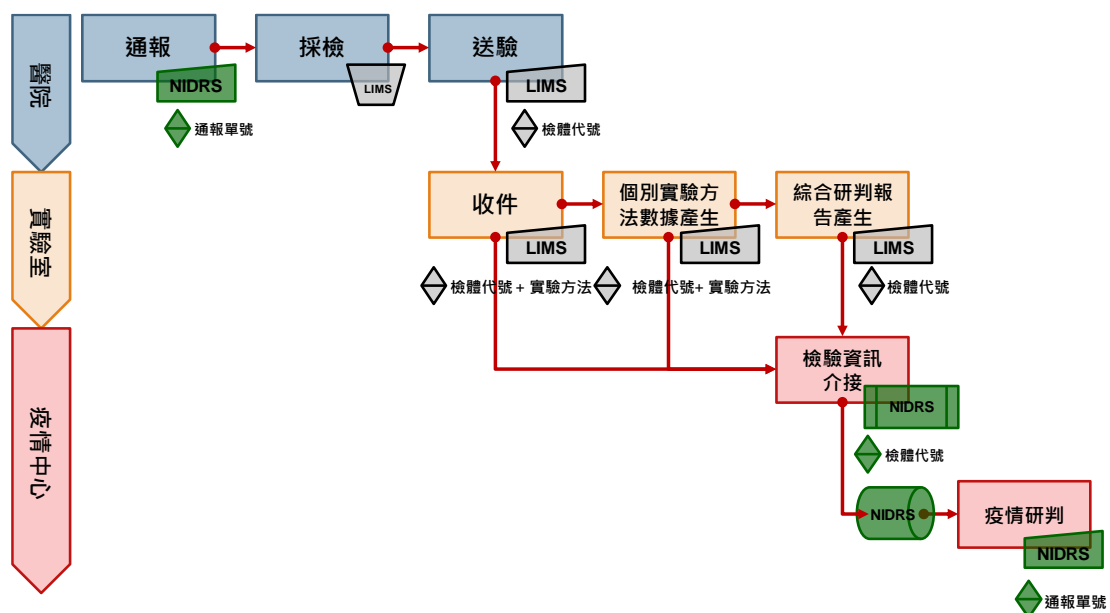 醫院
通報
NIDRS
通報單號
採檢
LIMS
送驗
LIMS
檢體代號
實驗室
收件
LIMS
檢體代號 + 實驗方法
個別實驗方
法數據產生
LIMS
檢體代號+ 實驗方法
綜合研判報
告產生
LIMS
檢體代號
疫情中心
檢驗資訊
介接
NIDRS
檢體代號
NIDRS
疫情研判
NIDRS
通報單號